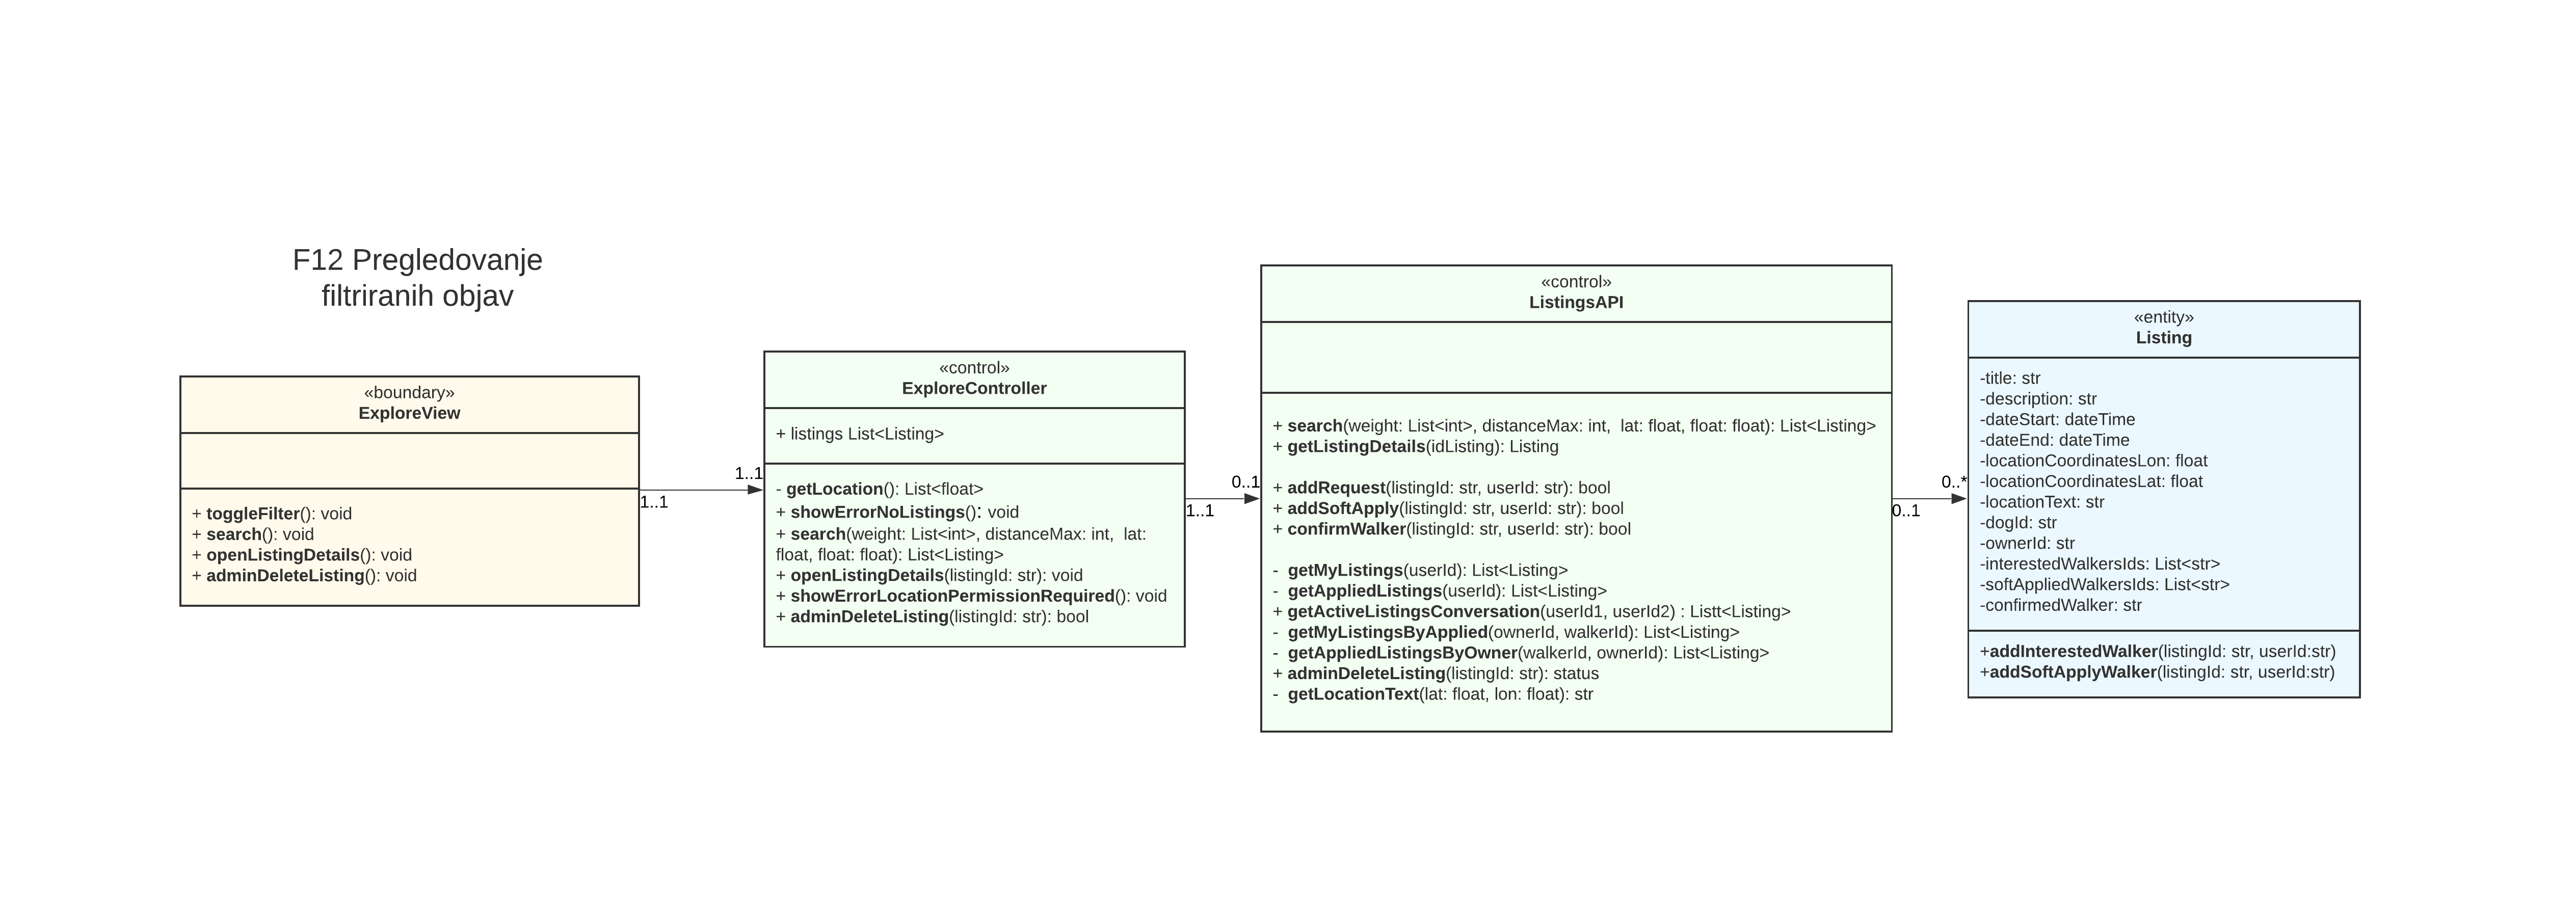 F12 Pregledovanje
filtriranih objav
«boundary»
ExploreView
+ toggleFilter(): void
+ search(): void
+ openListingDetails(): void
+ adminDeleteListing(): void
1..1
1..1
«control»
ExploreController
+ listings List<Listing>
- getLocation(): List<float>
+ showErrorNoListings(): void
+ search(weight: List<int>, distanceMax: int,  lat:
float, float: float): List<Listing>
+ openListingDetails(listingId: str): void
+ showErrorLocationPermissionRequired(): void
+ adminDeleteListing(listingId: str): bool
0..1
1..1
«control»
ListingsAPI
+ search(weight: List<int>, distanceMax: int,  lat: float, float: float): List<Listing>
+ getListingDetails(idListing): Listing
+ addRequest(listingId: str, userId: str): bool
+ addSoftApply(listingId: str, userId: str): bool
+ confirmWalker(listingId: str, userId: str): bool
-  getMyListings(userId): List<Listing>
-  getAppliedListings(userId): List<Listing>
+ getActiveListingsConversation(userId1, userId2) : Listt<Listing>
-  getMyListingsByApplied(ownerId, walkerId): List<Listing>
-  getAppliedListingsByOwner(walkerId, ownerId): List<Listing>
+ adminDeleteListing(listingId: str): status
-  getLocationText(lat: float, lon: float): str
0..*
0..1
«entity»
Listing
-title: str
-description: str
-dateStart: dateTime
-dateEnd: dateTime
-locationCoordinatesLon: float
-locationCoordinatesLat: float
-locationText: str
-dogId: str
-ownerId: str
-interestedWalkersIds: List<str>
-softAppliedWalkersIds: List<str>
-confirmedWalker: str
+addInterestedWalker(listingId: str, userId:str)
+addSoftApplyWalker(listingId: str, userId:str)